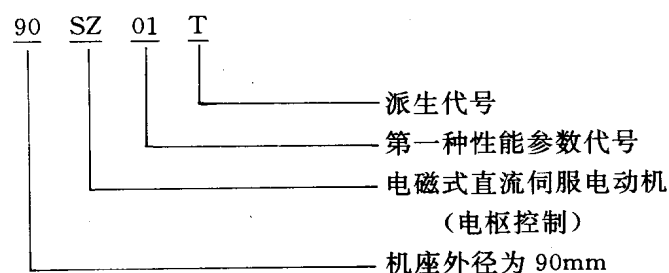 90 SZ 01 T
派生代号
第一种性能参数代号
电磁式直流伺服电动机
（电枢控制）
机座外径为 90mm